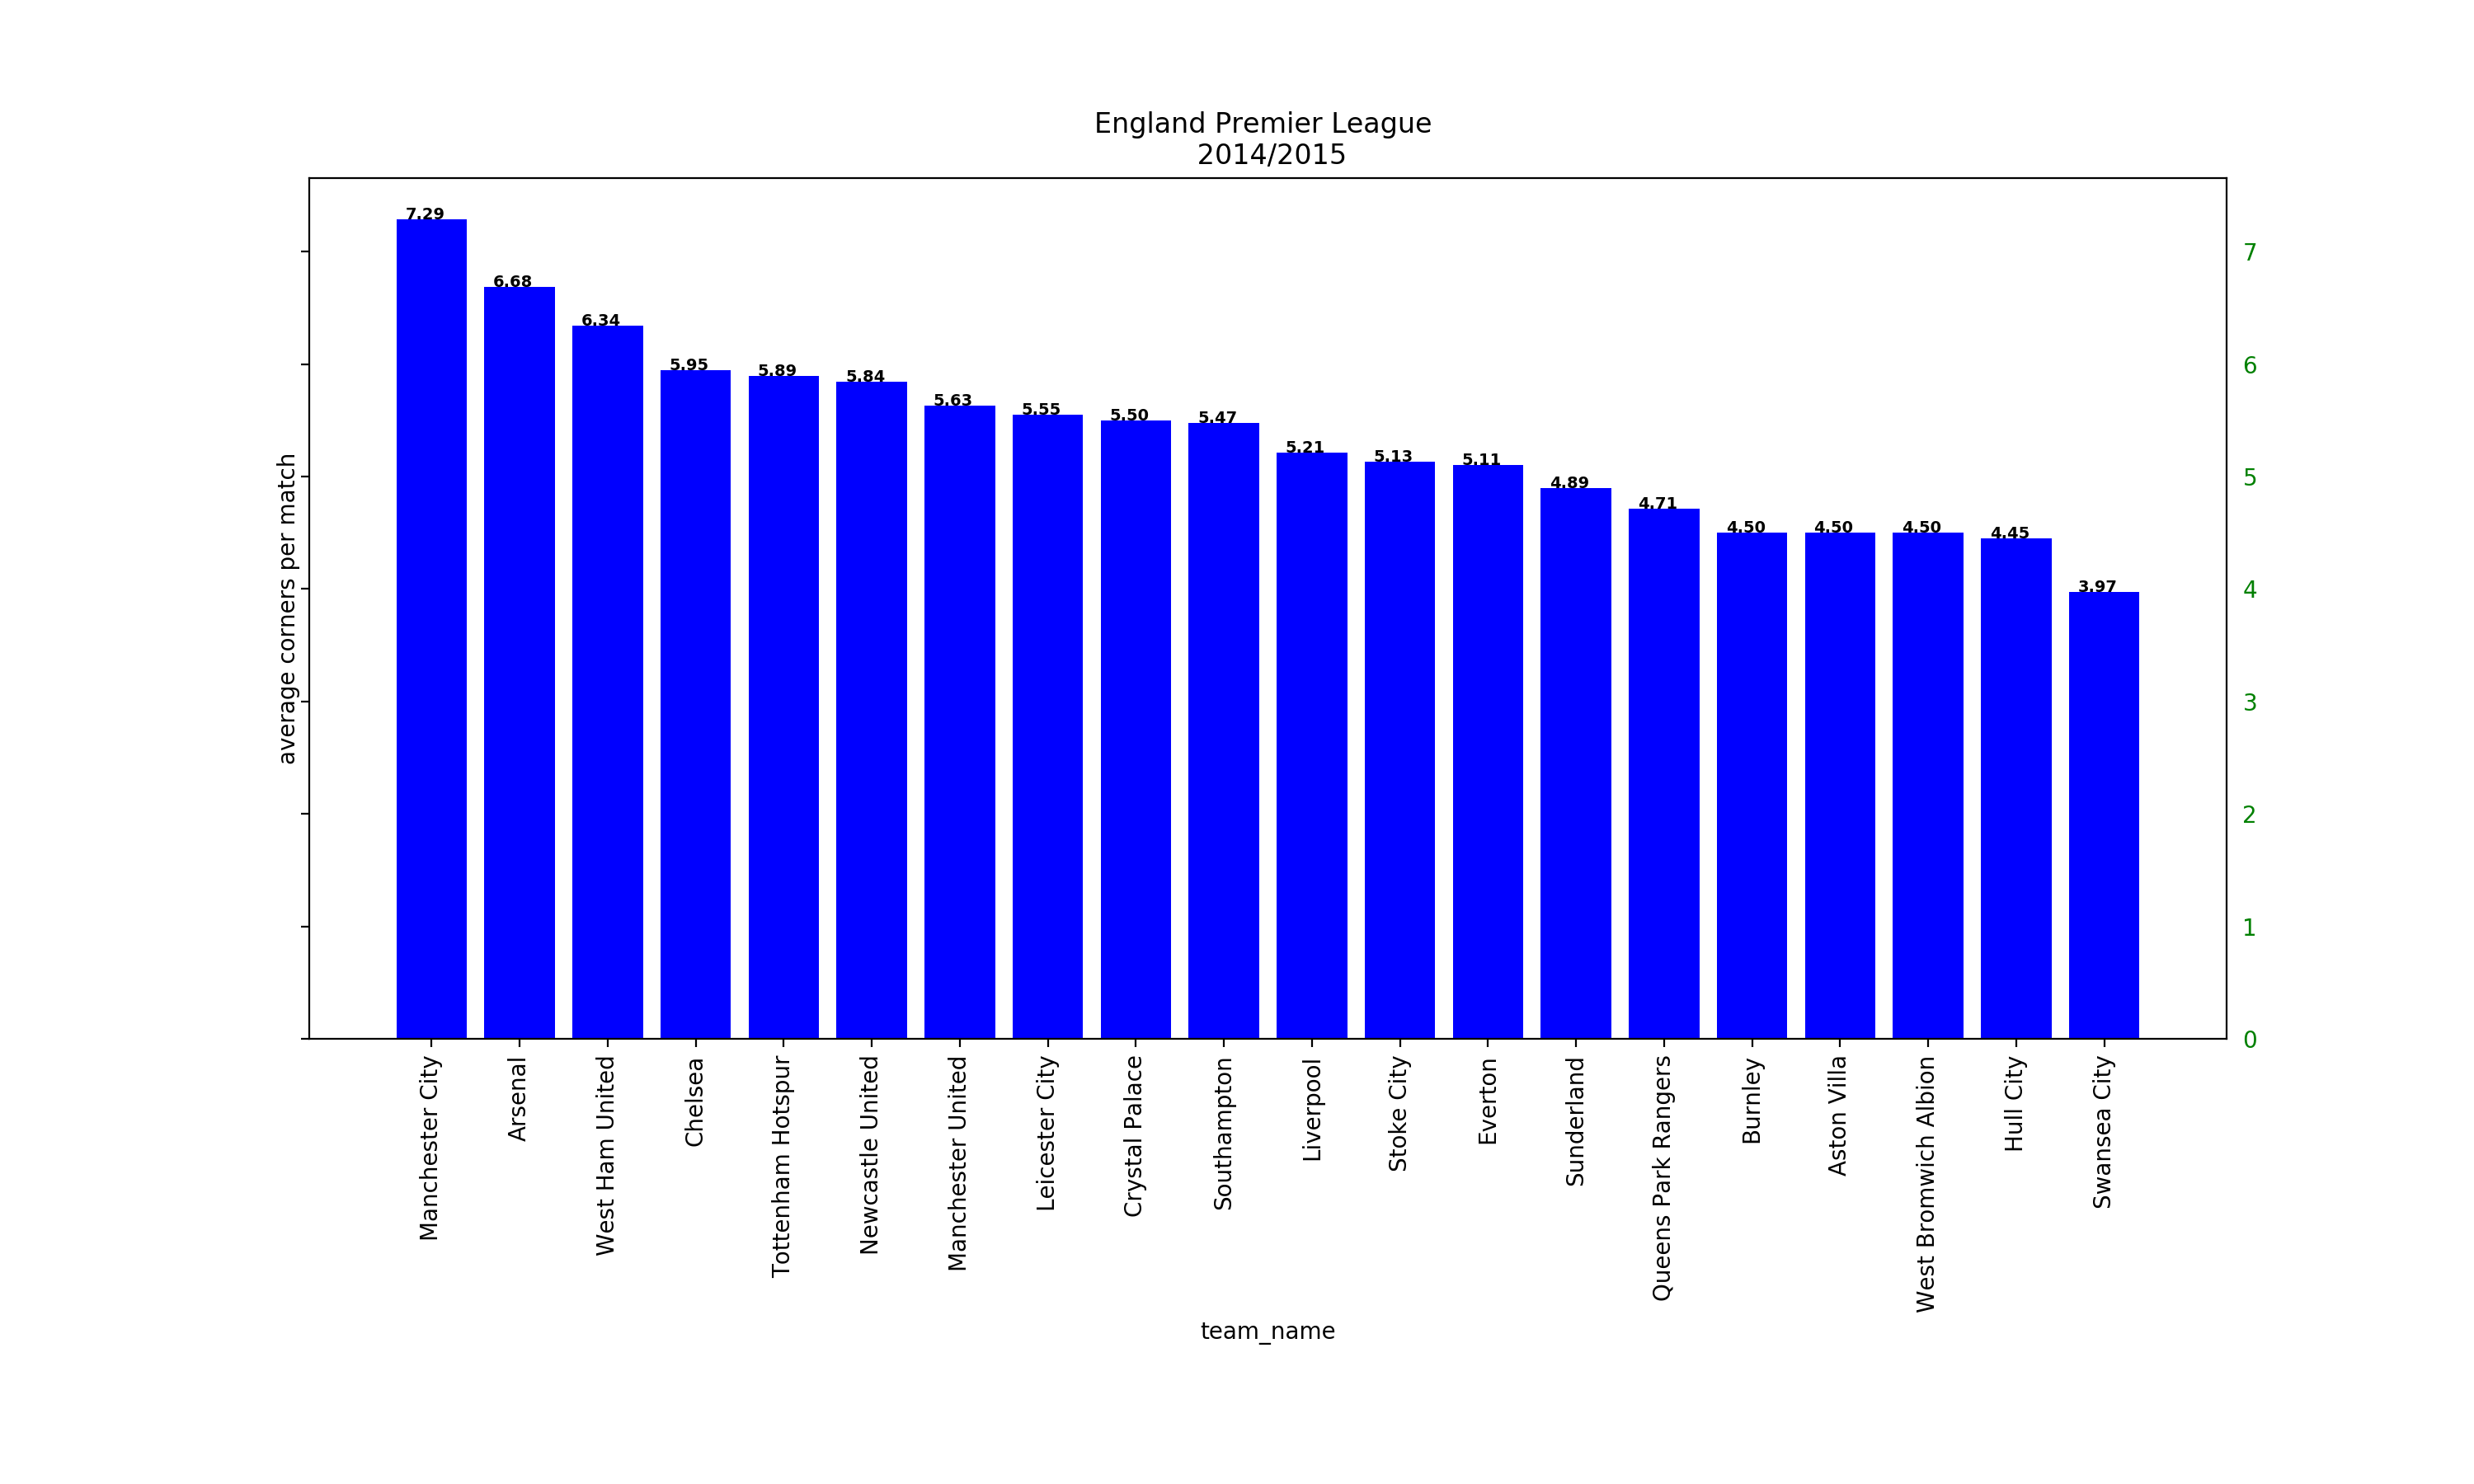 England Premier League
2014/2015
7.29
6.68
6.34
5.95
5.89
5.84
5.63
5.55
5.50
5.47
5.21
5.13
5.11
4.89
4.71
4.50
4.50
4.50
4.45
3.97
average corners per match
7
6
5
4
3
2
1
0
Manchester City
Arsenal
West Ham United
Chelsea
Tottenham Hotspur
Newcastle United
Manchester United
Leicester City
Crystal Palace
Southampton
Liverpool
Stoke City
Everton
Sunderland
Queens Park Rangers
Burnley
Aston Villa
West Bromwich Albion
Hull City
Swansea City
team_name